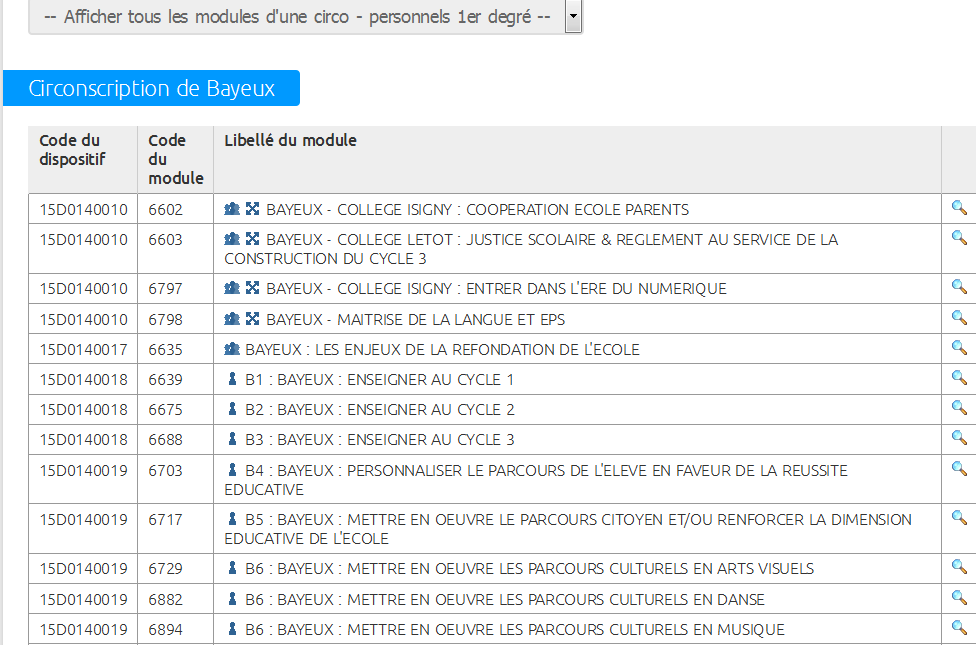 -- Afficher tous les modules d'une circo - personnels 1er degré --
Circonscription de Bayeux
Code du dispositif Code du module Libellé du module
15D0140010 6602 BAYEUX - COLLEGE ISIGNY : COOPERATION ECOLE PARENTS
15D0140010 6603 BAYEUX - COLLEGE LETOT : JUSTICE SCOLAIRE & REGLEMENT AU SERVICE DE LA
CONSTRUCTION DU CYCLE 3
15D0140010 6797 BAYEUX - COLLEGE ISIGNY : ENTRER DANS L'ERE DU NUMERIQUE
15D0140010 6798 BAYEUX - MAITRISE DE LA LANGUE ET EPS
15D0140017 6635 BAYEUX : LES ENJEUX DE LA REFONDATION DE L'ECOLE
15D0140018 6639 B1 : BAYEUX : ENSEIGNER AU CYCLE 1
15D0140018 6675 B2 : BAYEUX : ENSEIGNER AU CYCLE 2
15D0140018 6688 B3 : BAYEUX : ENSEIGNER AU CYCLE 3
15D0140019 6703 B4 : BAYEUX : PERSONNALISER LE PARCOURS DE L'ELEVE EN FAVEUR DE LA REUSSITE
EDUCATIVE
15D0140019 6717 B5 : BAYEUX : METTRE EN OEUVRE LE PARCOURS CITOYEN ET/OU RENFORCER LA DIMENSION
EDUCATIVE DE L'ECOLE
15D0140019 6729 B6 : BAYEUX : METTRE EN OEUVRE LES PARCOURS CULTURELS EN ARTS VISUELS
15D0140019 6882 B6 : BAYEUX : METTRE EN OEUVRE LES PARCOURS CULTURELS EN DANSE
15D0140019 6894 B6 : BAYEUX : METTRE EN OEUVRE LES PARCOURS CULTURELS EN MUSIQUE